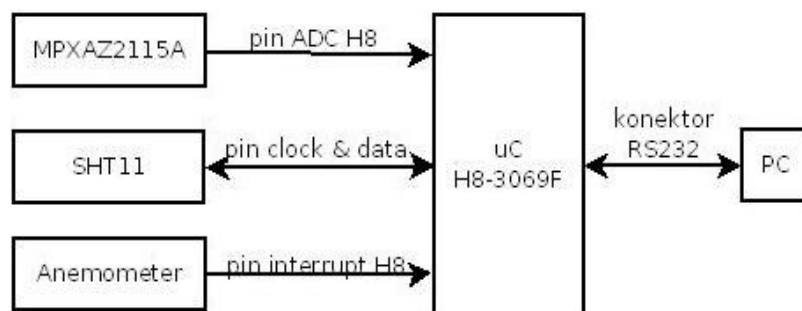 MPXAZ2115A
pin ADC H8
SHT11
pin clock & data
Anemometer
pin interrupt H8
uC
H8-3069F
konektor
RS232
PC